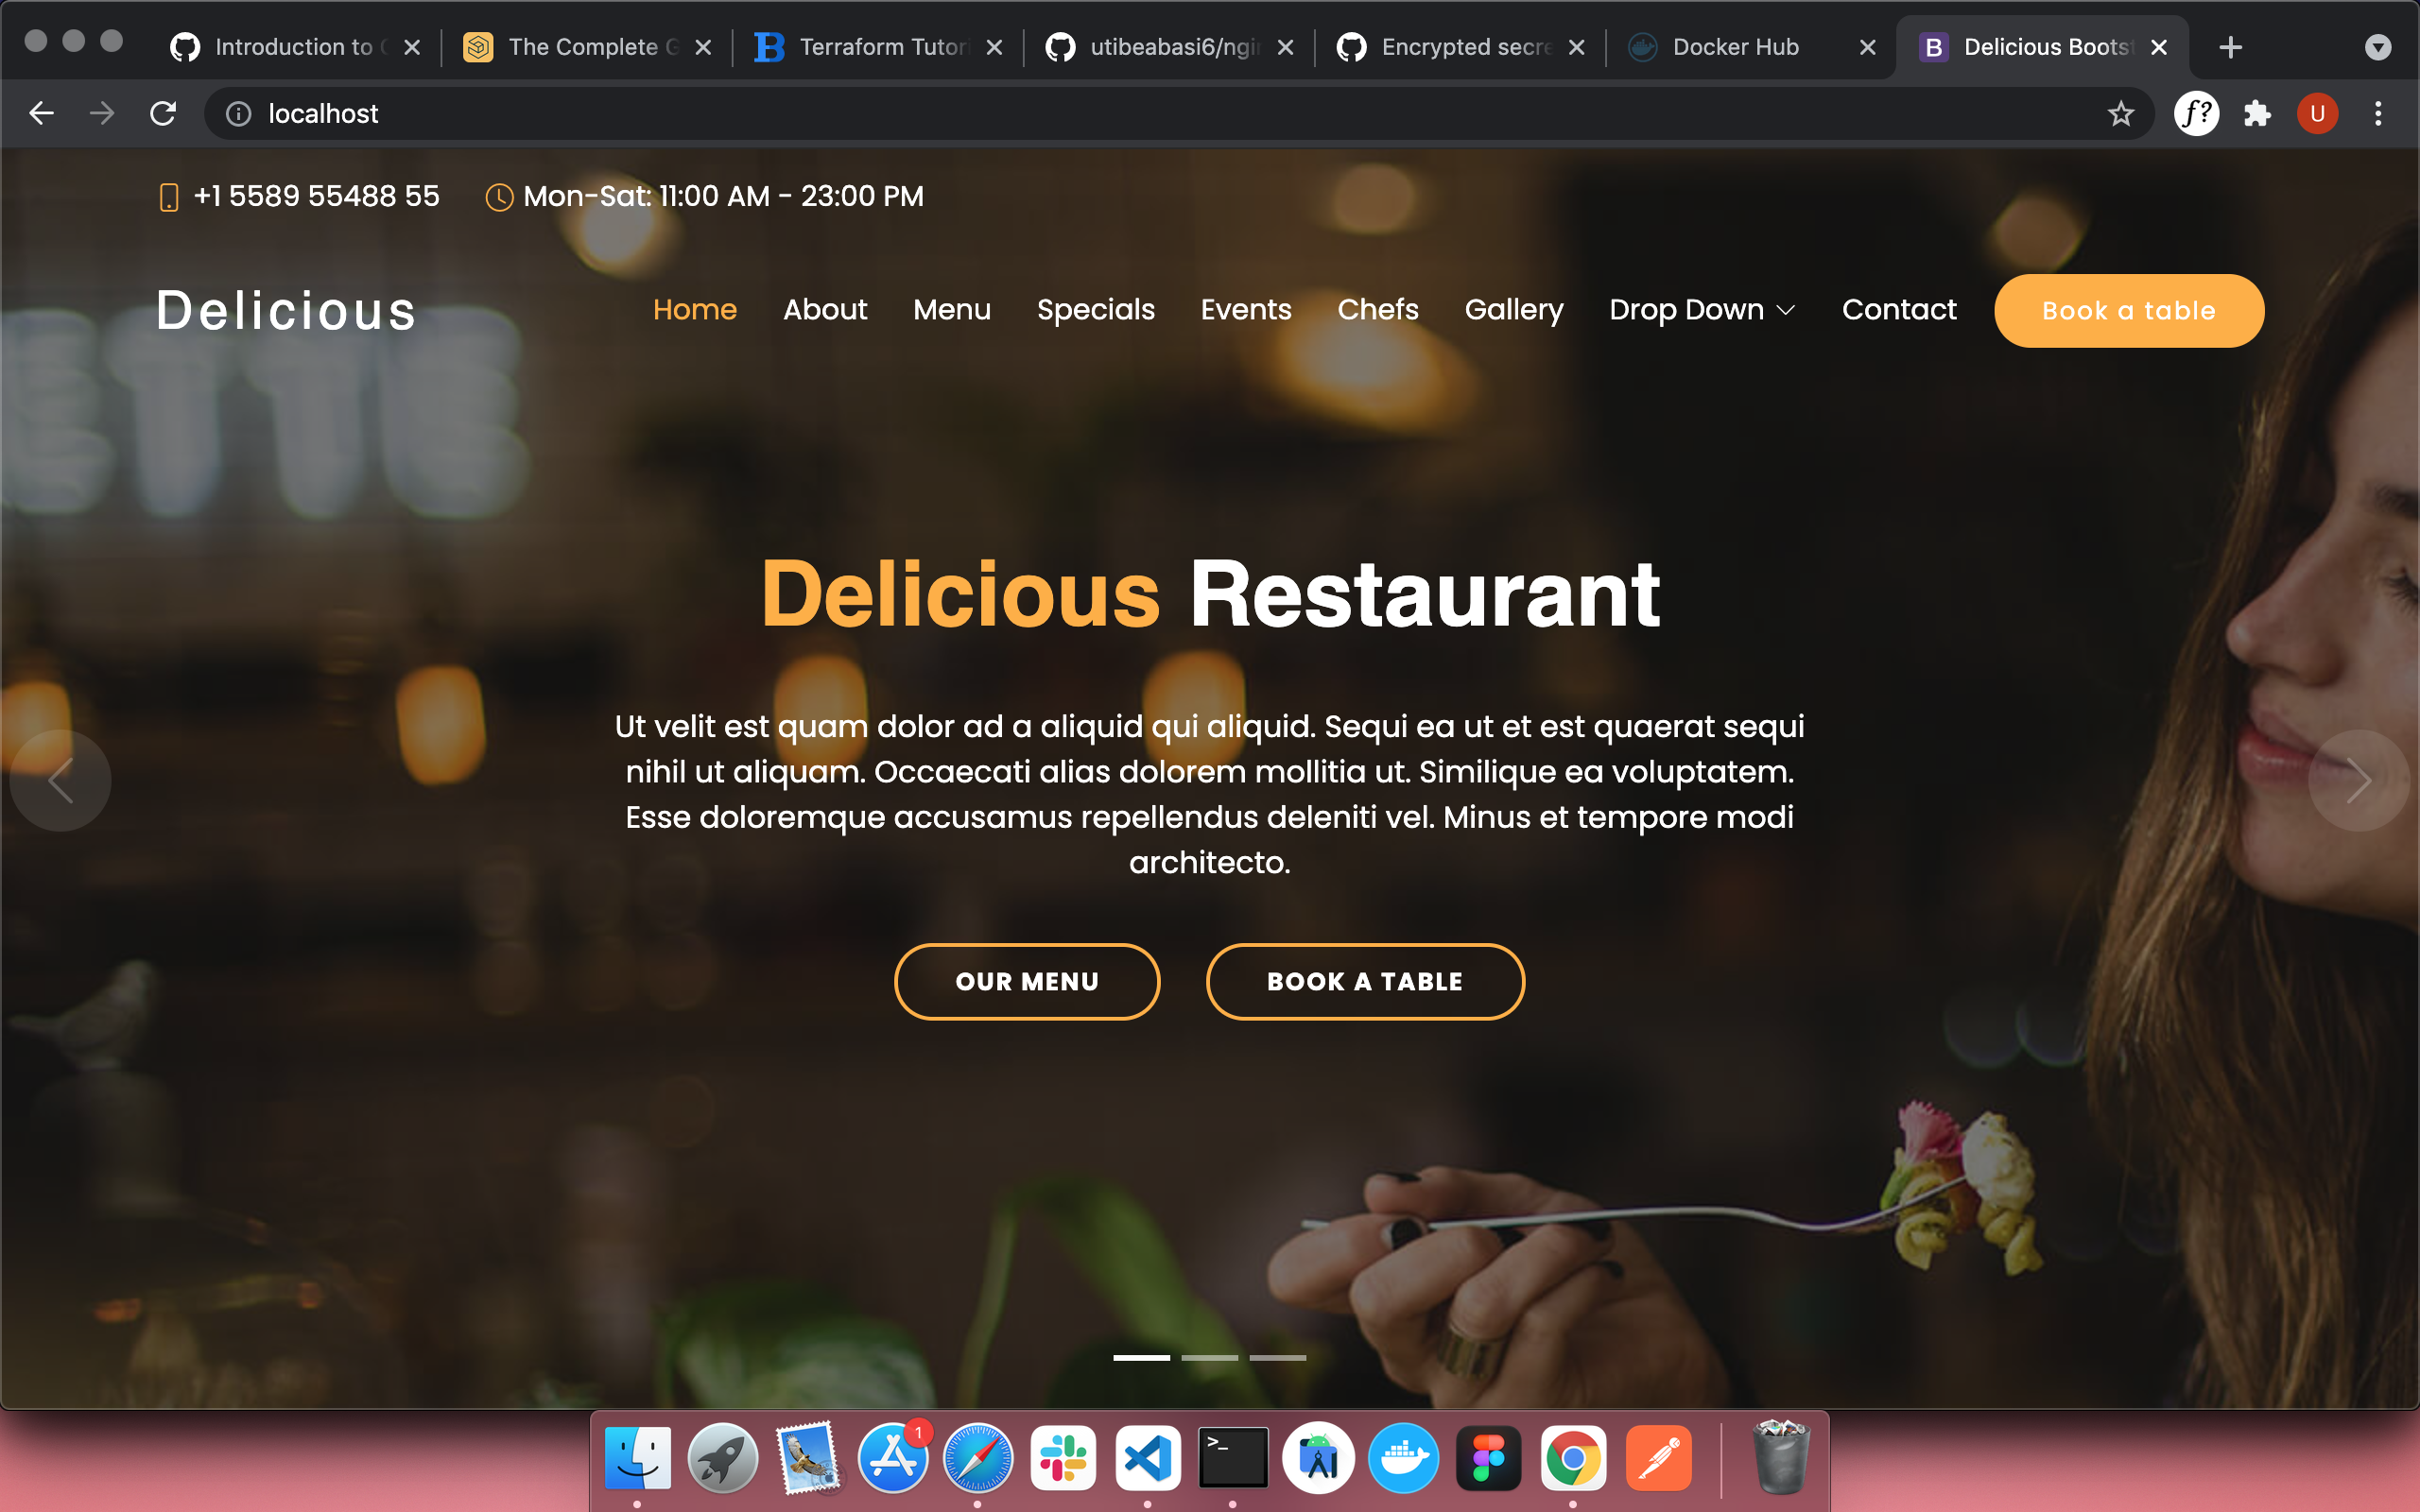 Introduction to
The Complete G
Terraform Tutori
utibeabasi6/ngi
Encrypted secre
Docker Hub
B
Delicious Boots
localhost
f?
U
+1 5589 55488 55
Mon-Sat: 11:00 AM - 23:00 PM
Delicious
Home
About
Menu
Specials
Events
Chefs
Gallery
Drop Down
Contact
Book a table
ETTE
Delicious Restaurant
Ut velit est quam dolor ad a aliquid qui aliquid. Sequi ea ut et est quaerat sequi
nihil ut aliquam. Occaecati alias dolorem mollitia ut. Similique ea voluptatem.
Esse doloremque accusamus repellendus deleniti vel. Minus et tempore modi
architecto.
OUR MENU
BOOK A TABLE
1
>_